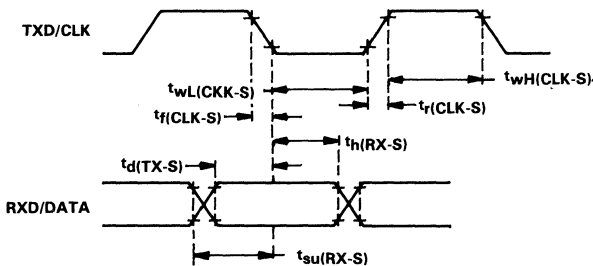 TXD/CLK
twL(CKK-S)
twH(CLK-S)
tf(CLK-S)
tr(CLK-S)
th(RX-S)
td(TX-S)
RXD/DATA
tsu(RX-S)